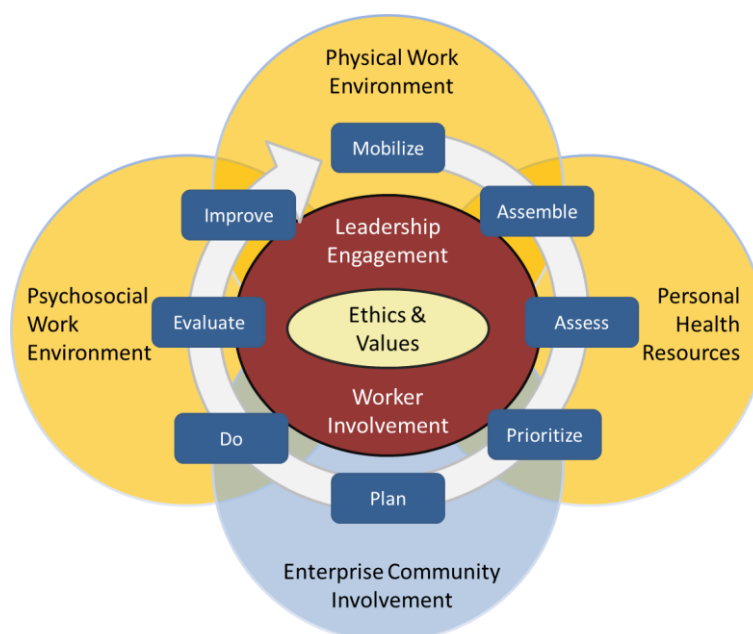 Physical Work
Environment
Mobilize
Improve
Assemble
Leadership
Engagement
Psychosocial
Work
Environment
Evaluate
Ethics &
Values
Assess
Personal
Health
Resources
Worker
Involvement
Do
Prioritize
Plan
Enterprise Community
Involvement